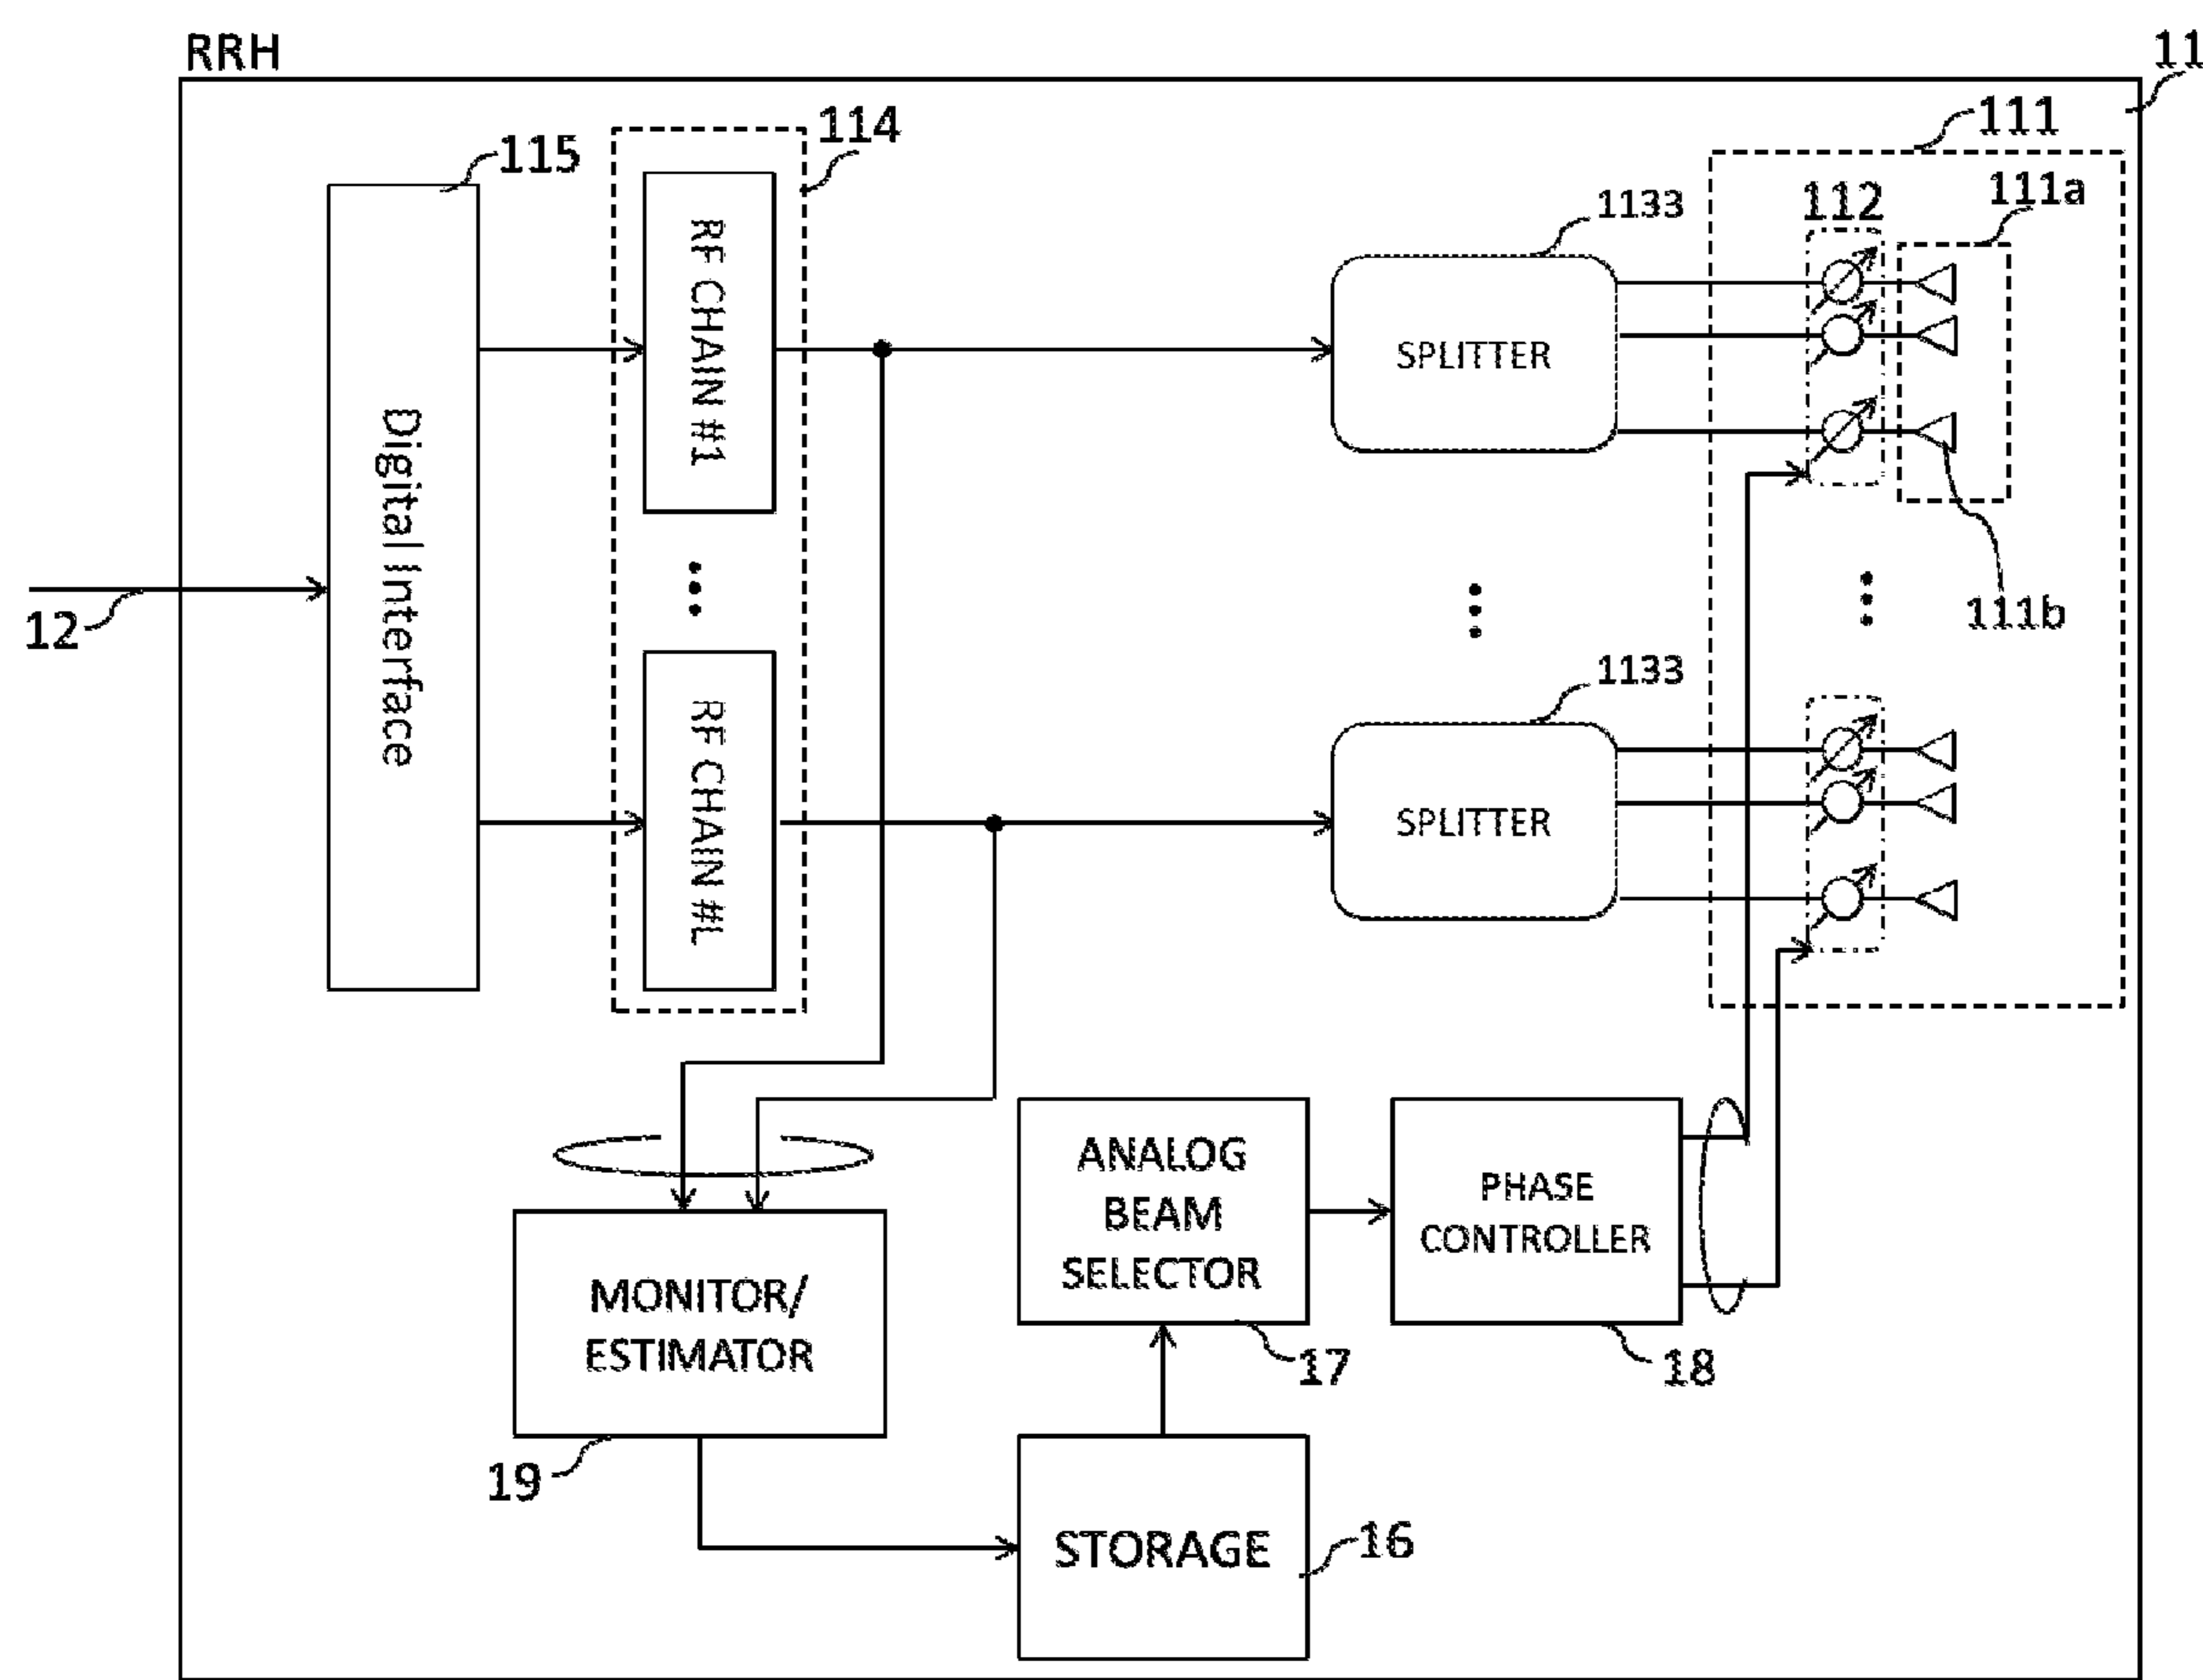 RRH
11
111
114
115
111a
112
1133
RF CHAIN #1
SPLITTER
Digital Interface
12
111b
1133
RF CHAIN #L
SPLITTER
ANALOG
BEAM
SELECTOR
PHASE
CONTROLLER
MONITOR/
ESTIMATOR
17
18
19
STORAGE
16